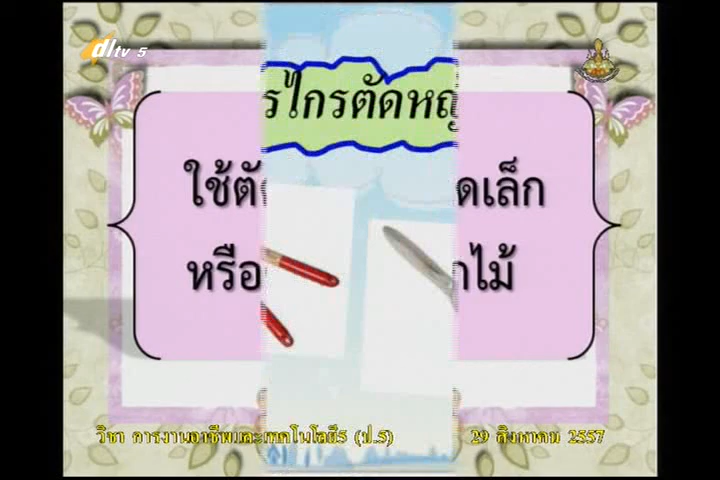 dltv 5
รไกรตัดหญ
ใช้ตั ดเล็ก
หรือ ไม้
วิชา การงานอาชีพและเทคโนโลยี5 (ป.5) 29 สิงหาคม 2557